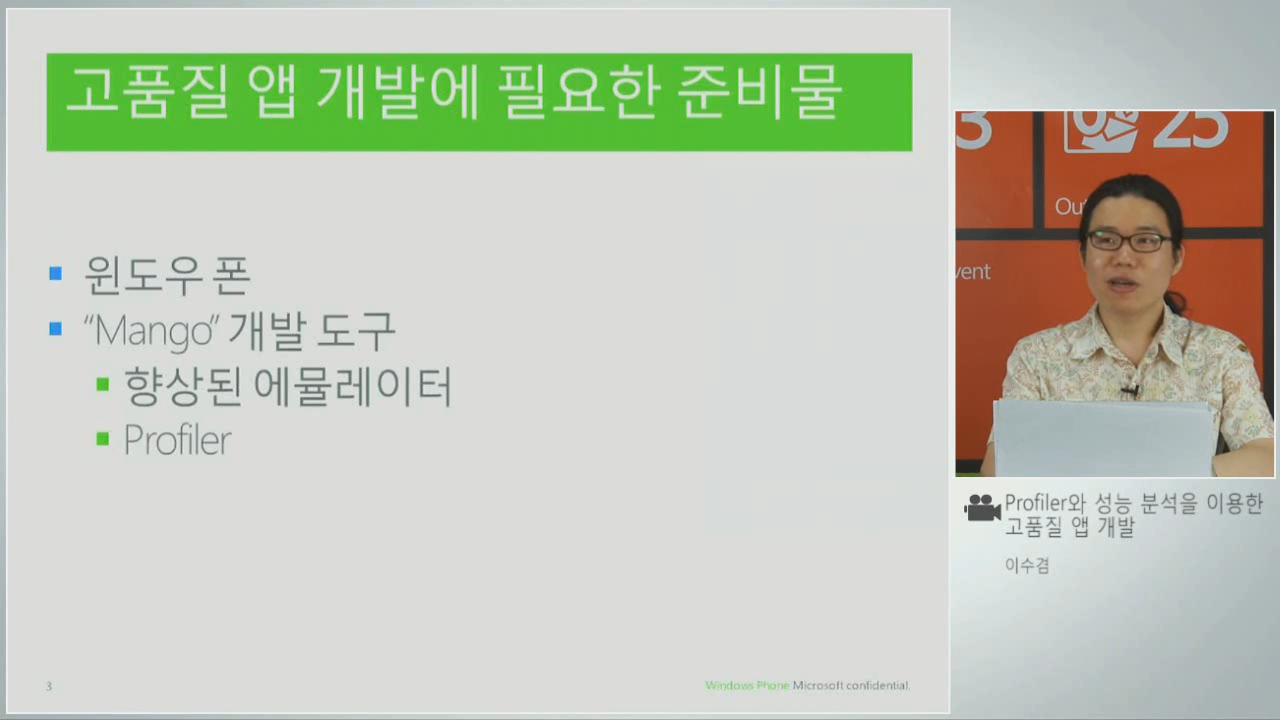 고품질 앱 개발에 필요한 준비물
윈도우 폰
“Mango” 개발 도구
향상된 에뮬레이터
Profiler
3
Windows Phone Microsoft confidential.
3
25
Profiler와 성능 분석을 이용한
고품질 앱 개발
이수겸